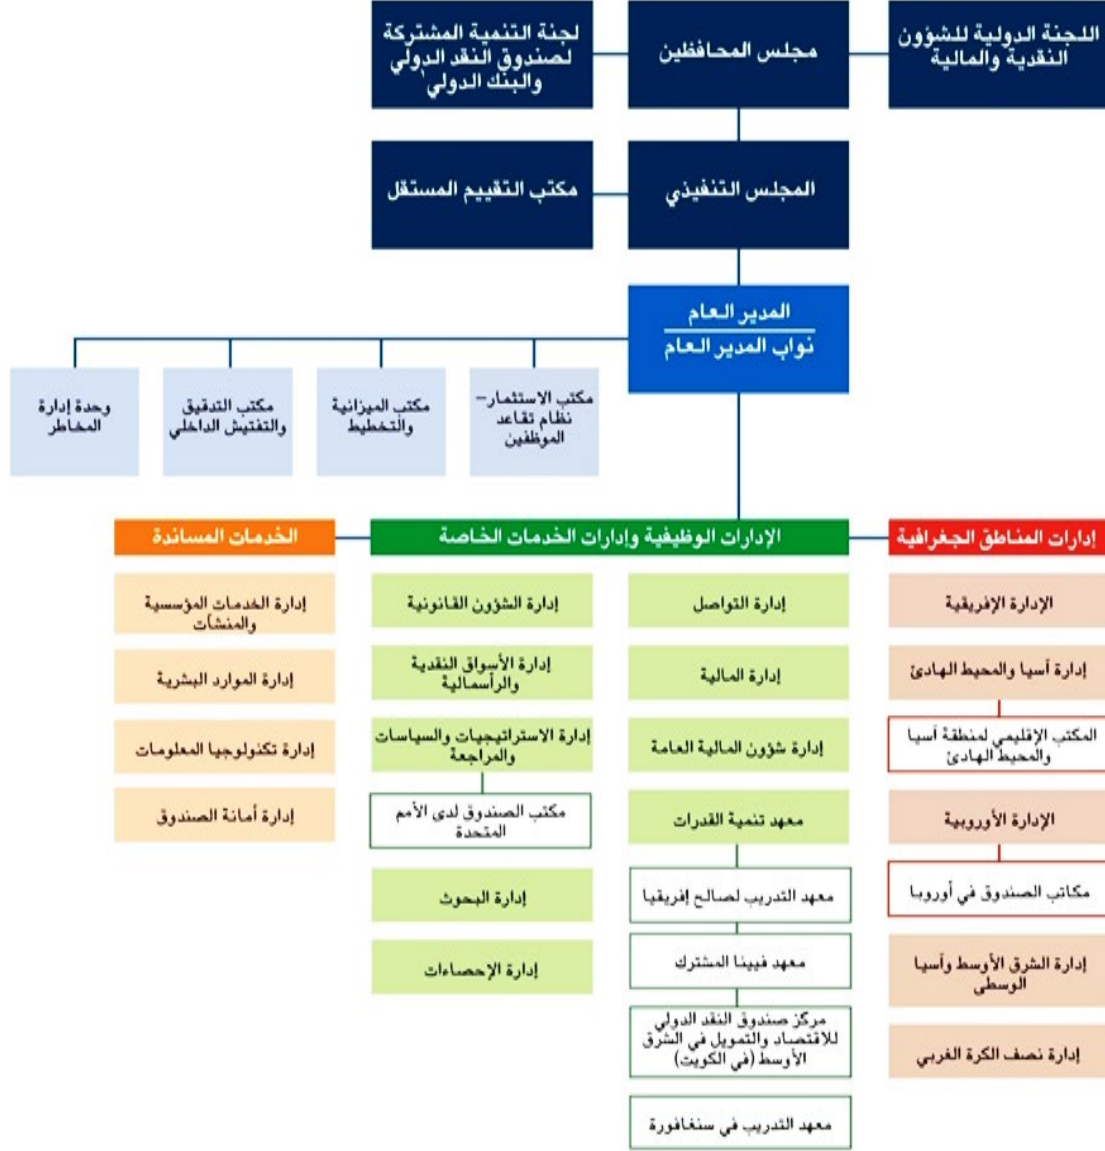 اللجنة الدولية للشؤون
النقدية والمالية
مجلس المحافظين
لجنة التنمية المشتركة
لصندوق النقد الدولي
والبنك الدولي¹
المجلس التنفيذي
مكتب التقييم المستقل
المدير العام
نواب المدير العام
مكتب الاستثمار–
نظام تقاعد
الموظفين
مكتب الميزانية
والتخطيط
مكتب التدقيق
والتفتيش الداخلي
وحدة إدارة
المخاطر
إدارات المناطق الجغرافية
الإدارة الإفريقية
إدارة آسيا والمحيط الهادئ
المكتب الإقليمي لمنطقة آسيا
والمحيط الهادئ
الإدارة الأوروبية
مكاتب الصندوق في أوروبا
إدارة الشرق الأوسط وآسيا
الوسطى
إدارة نصف الكرة الغربي
الإدارات الوظيفية وإدارات الخدمات الخاصة
إدارة التواصل
إدارة المالية
إدارة شؤون المالية العامة
معهد تنمية القدرات
معهد التدريب لصالح إفريقيا
معهد فيينا المشترك
مركز صندوق النقد الدولي
للاقتصاد والتمويل في الشرق
الأوسط (في الكويت)
معهد التدريب في سنغافورة
إدارة الشؤون القانونية
إدارة الأسواق النقدية
والرأسمالية
إدارة الاستراتيجيات والسياسات
والمراجعة
مكتب الصندوق لدى الأمم
المتحدة
إدارة البحوث
إدارة الإحصاءات
الخدمات المساندة
إدارة الخدمات المؤسسية
والمنشآت
إدارة الموارد البشرية
إدارة تكنولوجيا المعلومات
إدارة أمانة الصندوق